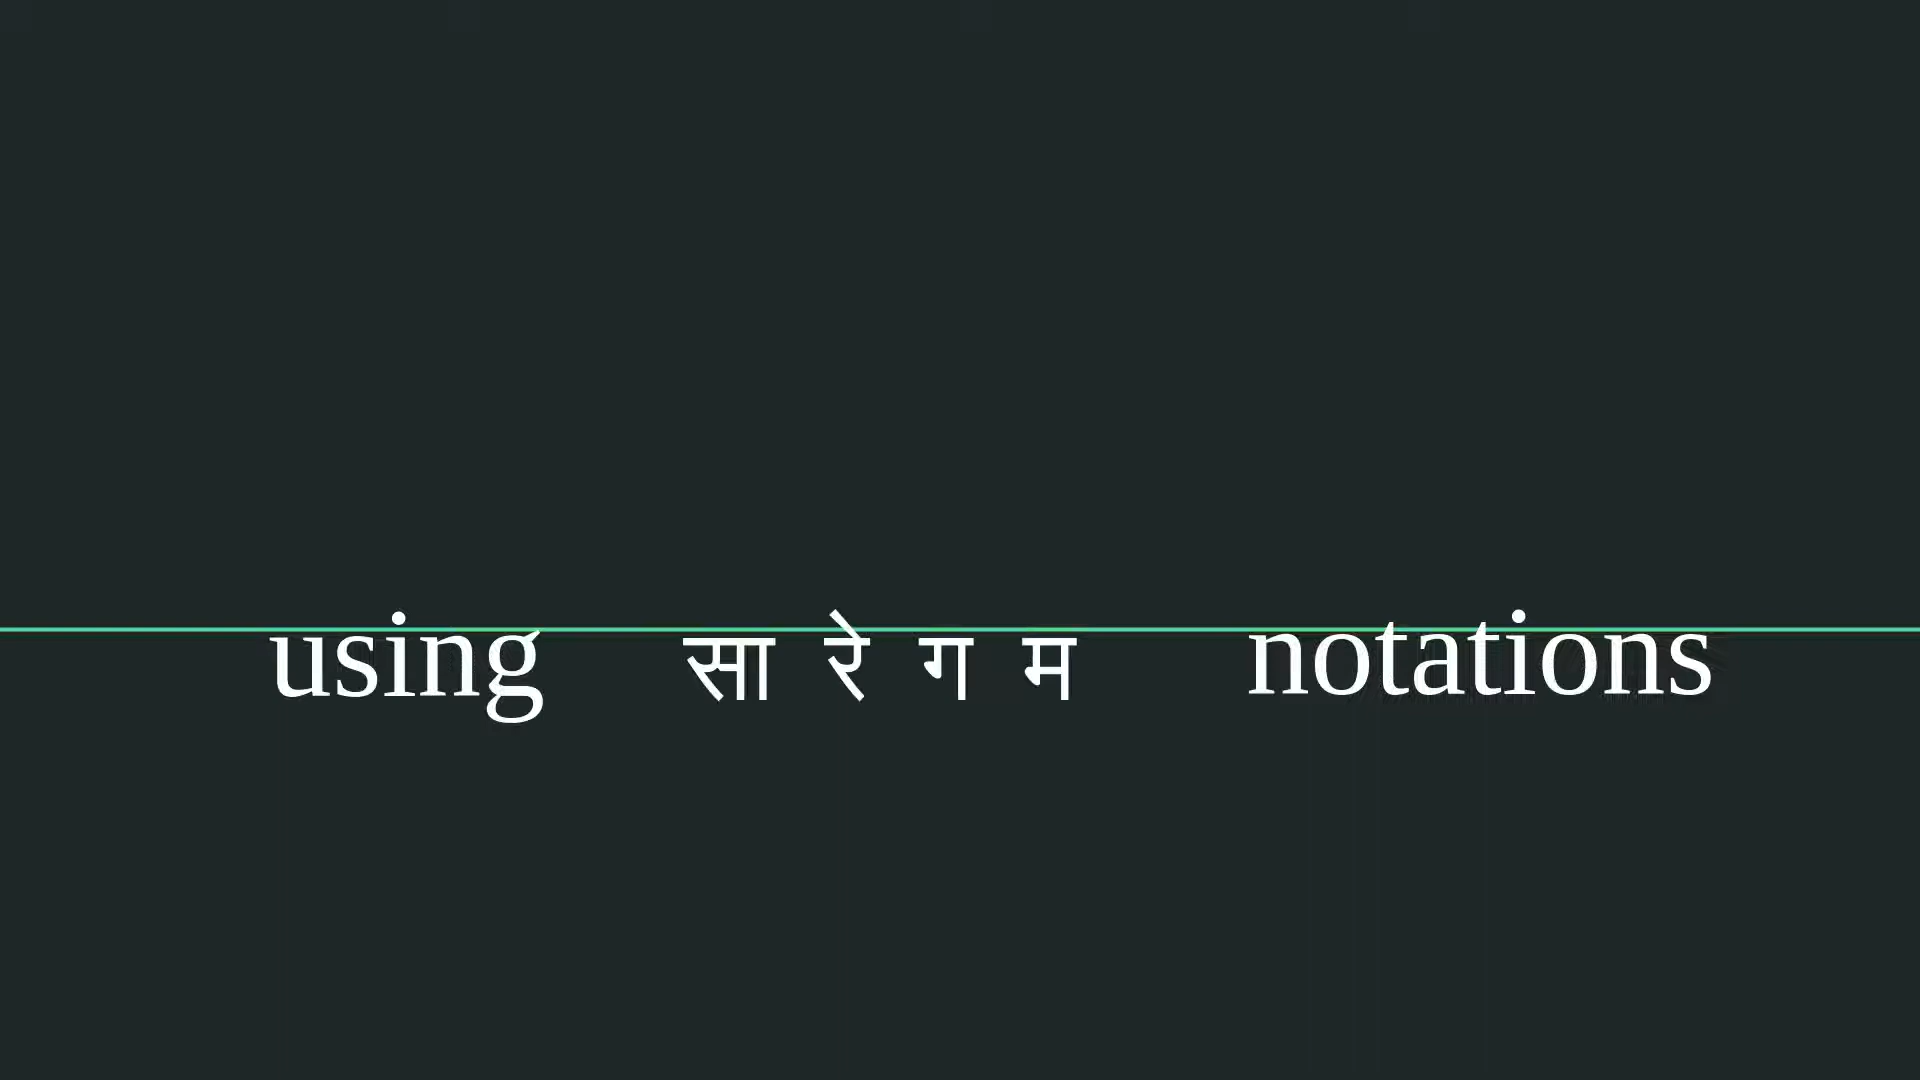 using सा रे ग म notations